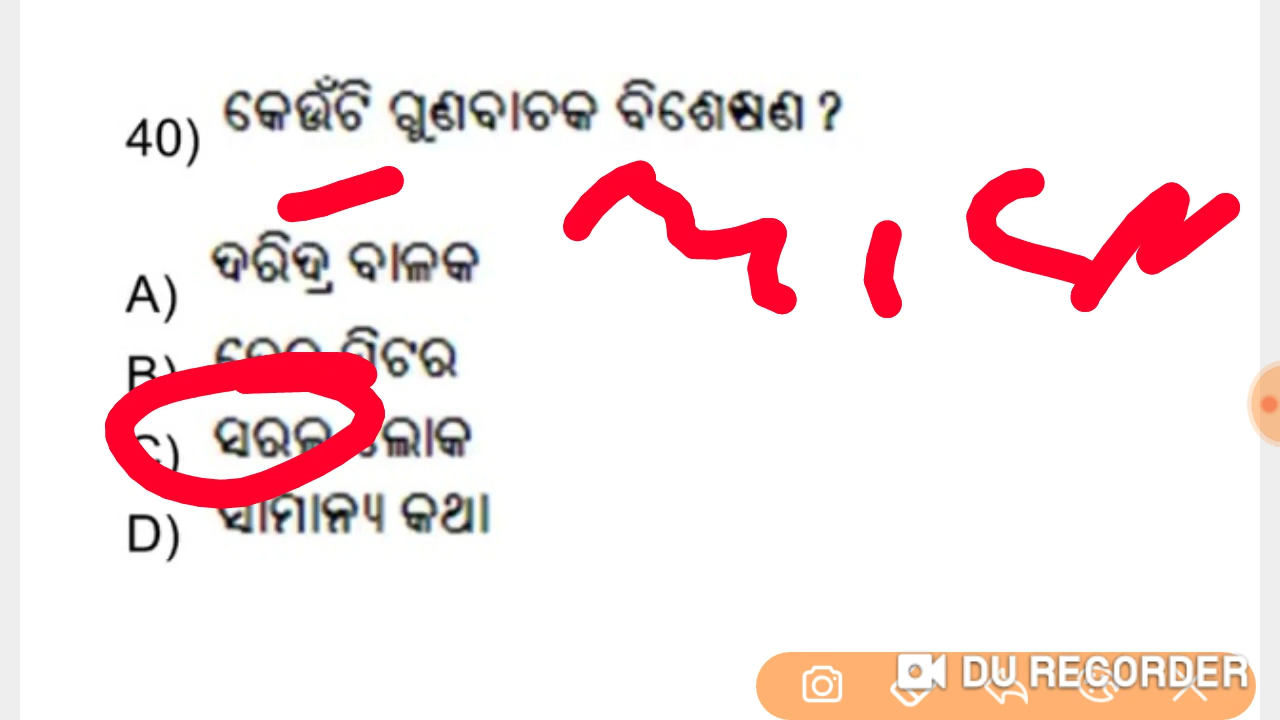 40) କେଉଁଟି ଗୁଣବାଚକ ବିଶେଷଣ ?
A) ଦରିଦ୍ର ବାଳକ
B) ମିଟର
C) ସରଳ ଲୋକ
D) ସାମାନ୍ୟ କଥା
DU RECORDER